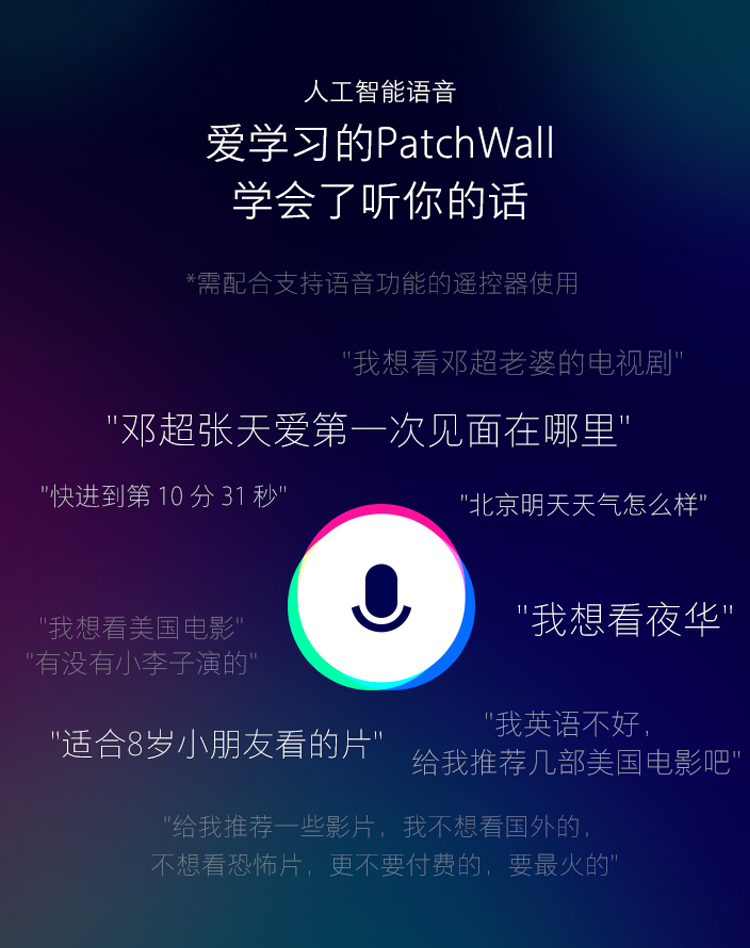 人工智能语音
爱学习的PatchWall
学会了听你的话
*需配合支持语音功能的遥控器使用
"我想看邓超老婆的电视剧"
"邓超张天爱第一次见面在哪里"
"快进到第 10 分 31 秒"
"北京明天天气怎么样"
"我想看夜华"
"我想看美国电影"
"有没有小李子演的"
"适合8岁小朋友看的片"
"我英语不好，
给我推荐几部美国电影吧"
"给我推荐一些影片，我不想看国外的，
不想看恐怖片，更不要付费的，要最火的"